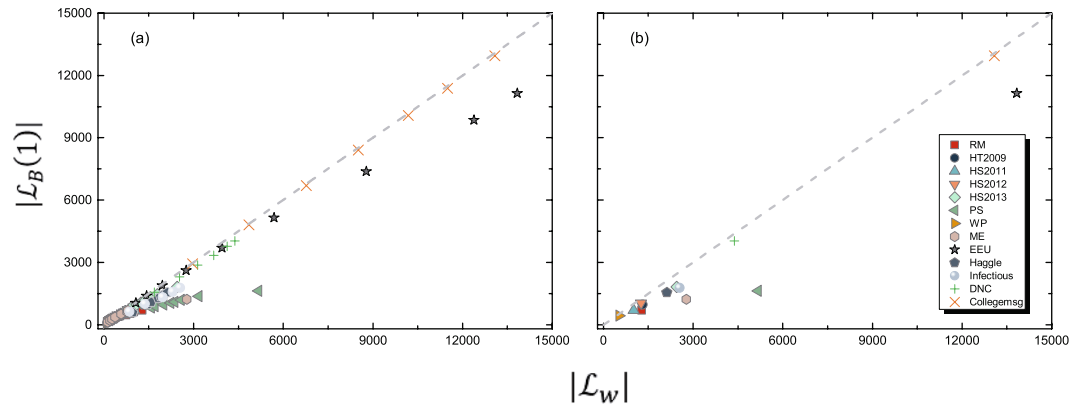 (a)
(b)
|ℒ_B(1)|
15000
12000
9000
6000
3000
0
0 3000 6000 9000 12000 15000
0 3000 6000 9000 12000 15000
RM
HT2009
HS2011
HS2012
HS2013
PS
WP
ME
EEU
Haggle
Infectious
DNC
Collegemsg
|ℒ_w|